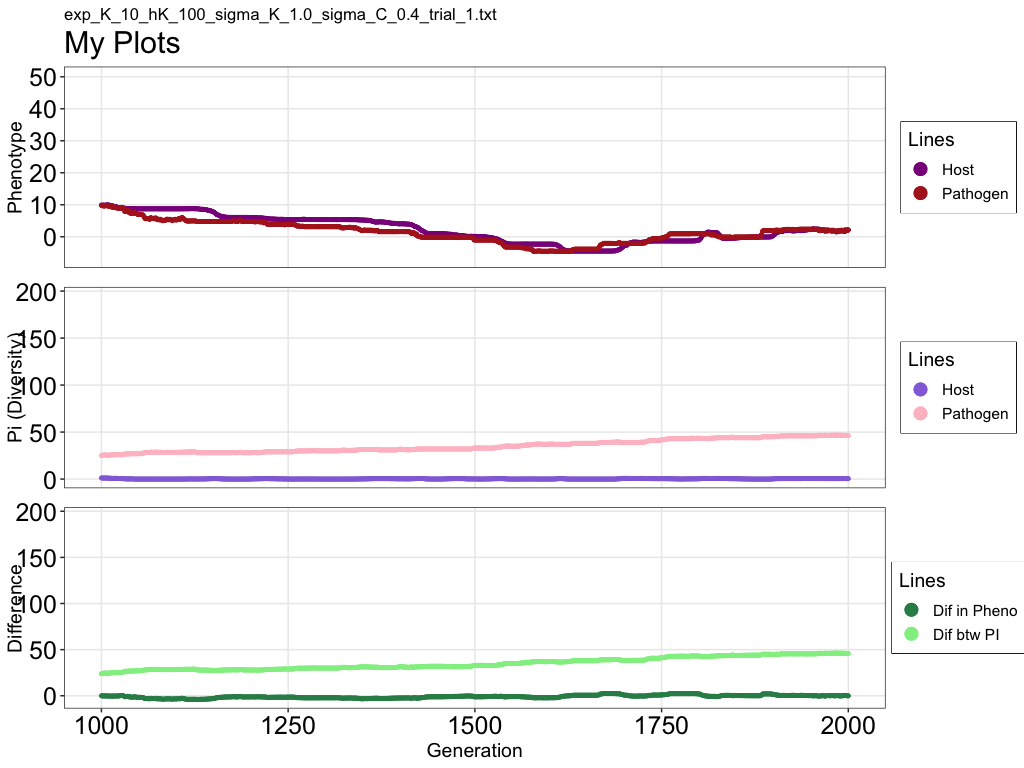 exp_K_10_hK_100_sigma_K_1.0_sigma_C_0.4_trial_1.txt
My Plots
Phenotype
50
40
30
20
10
0
Lines
Host
Pathogen
Pi (Diversity)
200
150
100
50
0
Lines
Host
Pathogen
Difference
200
150
100
50
0
Lines
Dif in Pheno
Dif btw PI
1000 1250 1500 1750 2000
Generation